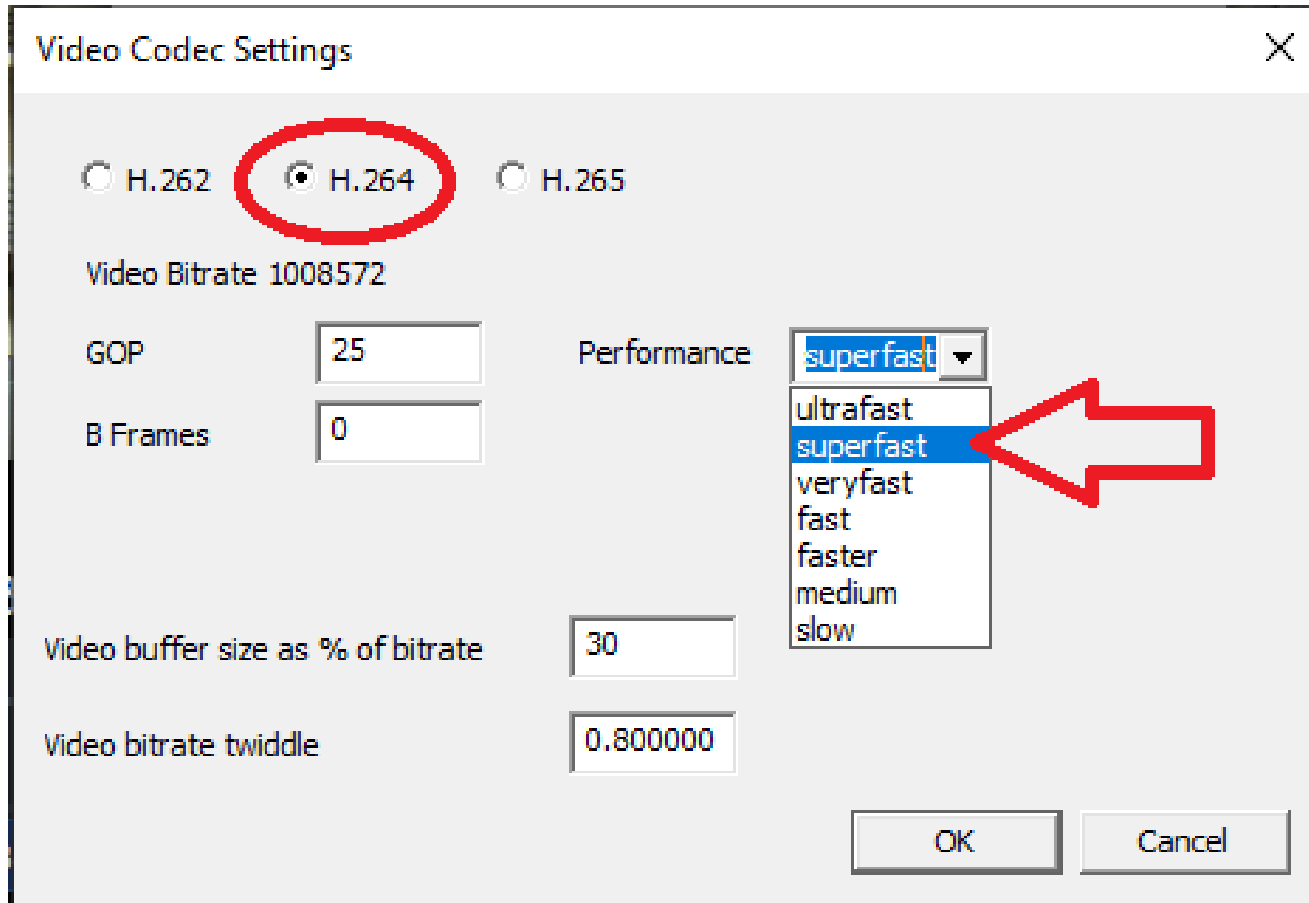 Video Codec Settings
H.262 H.264 H.265
Video Bitrate 1008572
GOP 25 Performance superfast
ultrafast
superfast
B Frames 0
veryfast
fast
faster
medium
slow
Video buffer size as % of bitrate 30
Video bitrate twiddle 0.800000
OK Cancel